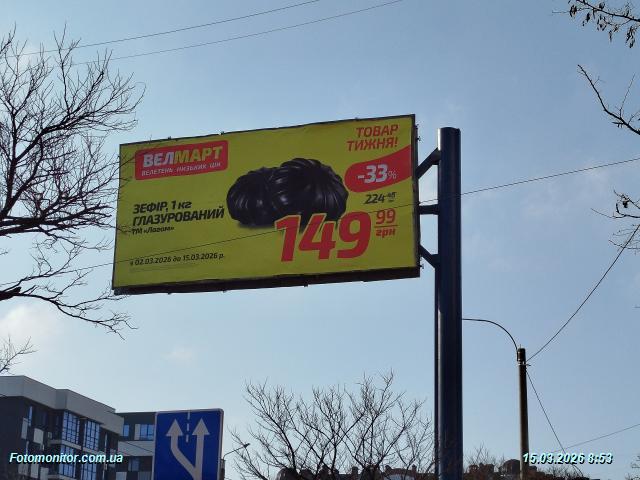 ТОВАР
ТИЖНЯ!
ВЕЛМАРТ
ВЕЛЕТЕНЬ НИЗЬКИХ ЦІН
-33%
ЗЕФІР, 1 кг
ГЛАЗУРОВАНИЙ
ТМ «Лагом»
224
149 99
грн
з 02.03.2026 до 15.03.2026 р.
Fotomonitor.com.ua
15.03.2026 8:53